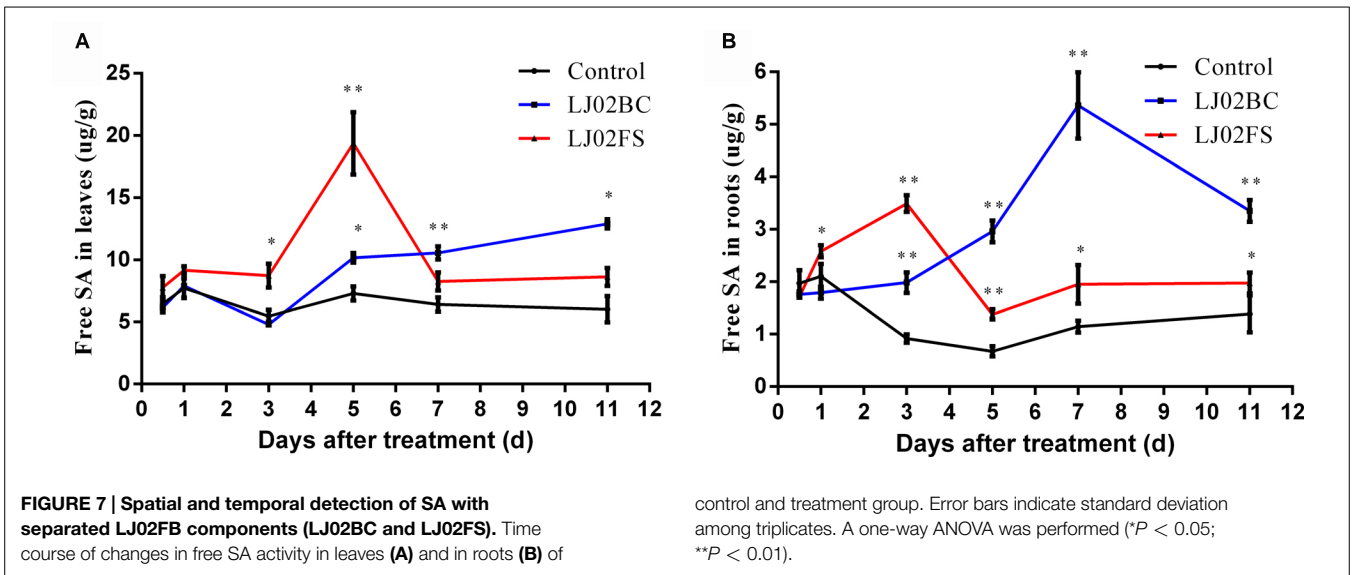 A
25
20
15
10
5
0
Free SA in leaves (ug/g)
Control
LJ02BC
LJ02FS
*
**
*
**
*
0 1 2 3 4 5 6 7 8 9 10 11 12
Days after treatment (d)
B
6
5
4
3
2
1
0
Free SA in roots (ug/g)
Control
LJ02BC
LJ02FS
*
**
**
**
**
**
*
**
*
0 1 2 3 4 5 6 7 8 9 10 11 12
Days after treatment (d)
FIGURE 7 | Spatial and temporal detection of SA with
separated LJ02FB components (LJ02BC and LJ02FS). Time
course of changes in free SA activity in leaves (A) and in roots (B) of
control and treatment group. Error bars indicate standard deviation
among triplicates. A one-way ANOVA was performed (*P < 0.05;
**P < 0.01).